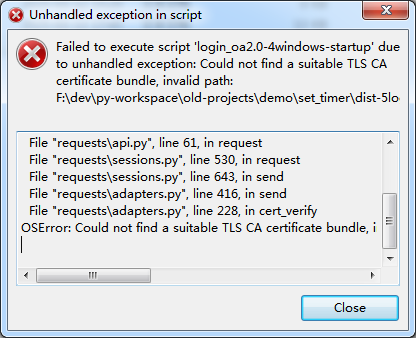 Unhandled exception in script
Failed to execute script 'login_oa2.0-4windows-startup' due
to unhandled exception: Could not find a suitable TLS CA
certificate bundle, invalid path:
F:\dev\py-workspace\old-projects\demo\set_timer\dist-5lo
File "requests\api.py", line 61, in request
File "requests\sessions.py", line 530, in request
File "requests\sessions.py", line 643, in send
File "requests\adapters.py", line 416, in send
File "requests\adapters.py", line 228, in cert_verify
OSError: Could not find a suitable TLS CA certificate bundle, i
Close